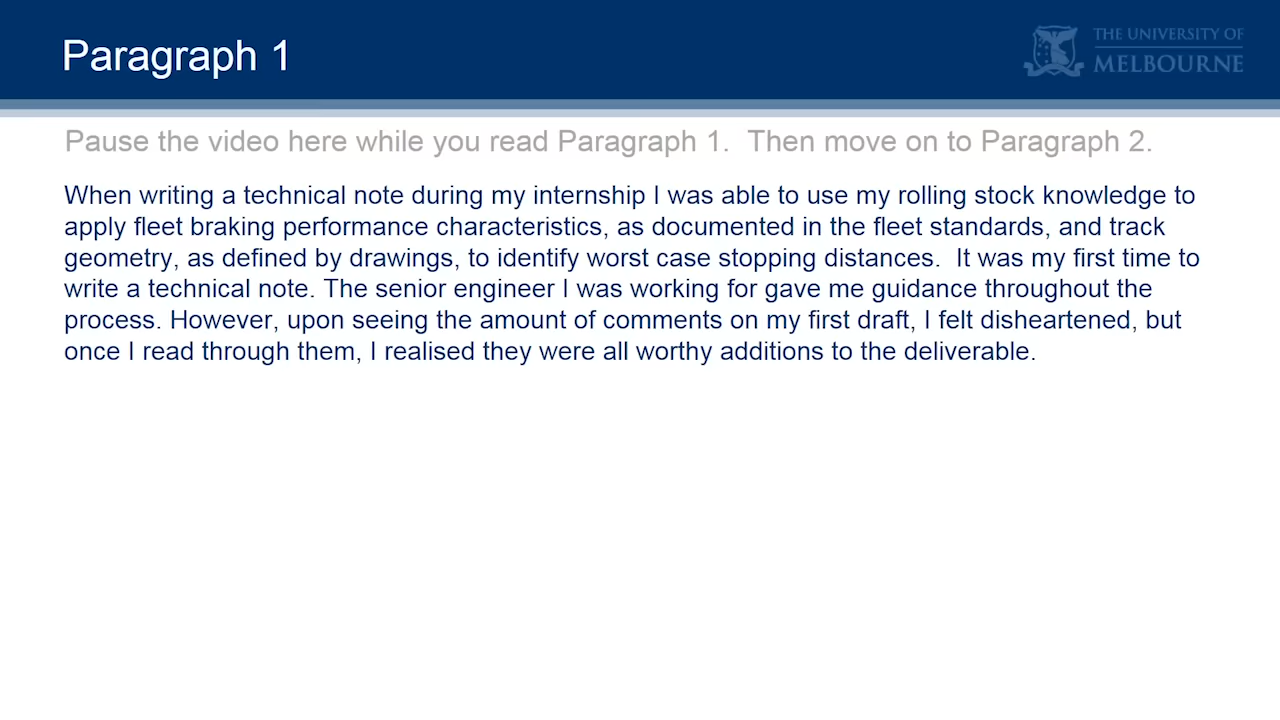 Paragraph 1
THE UNIVERSITY OF
MELBOURNE
Pause the video here while you read Paragraph 1.  Then move on to Paragraph 2.
When writing a technical note during my internship I was able to use my rolling stock knowledge to
apply fleet braking performance characteristics, as documented in the fleet standards, and track
geometry, as defined by drawings, to identify worst case stopping distances.  It was my first time to
write a technical note. The senior engineer I was working for gave me guidance throughout the
process. However, upon seeing the amount of comments on my first draft, I felt disheartened, but
once I read through them, I realised they were all worthy additions to the deliverable.